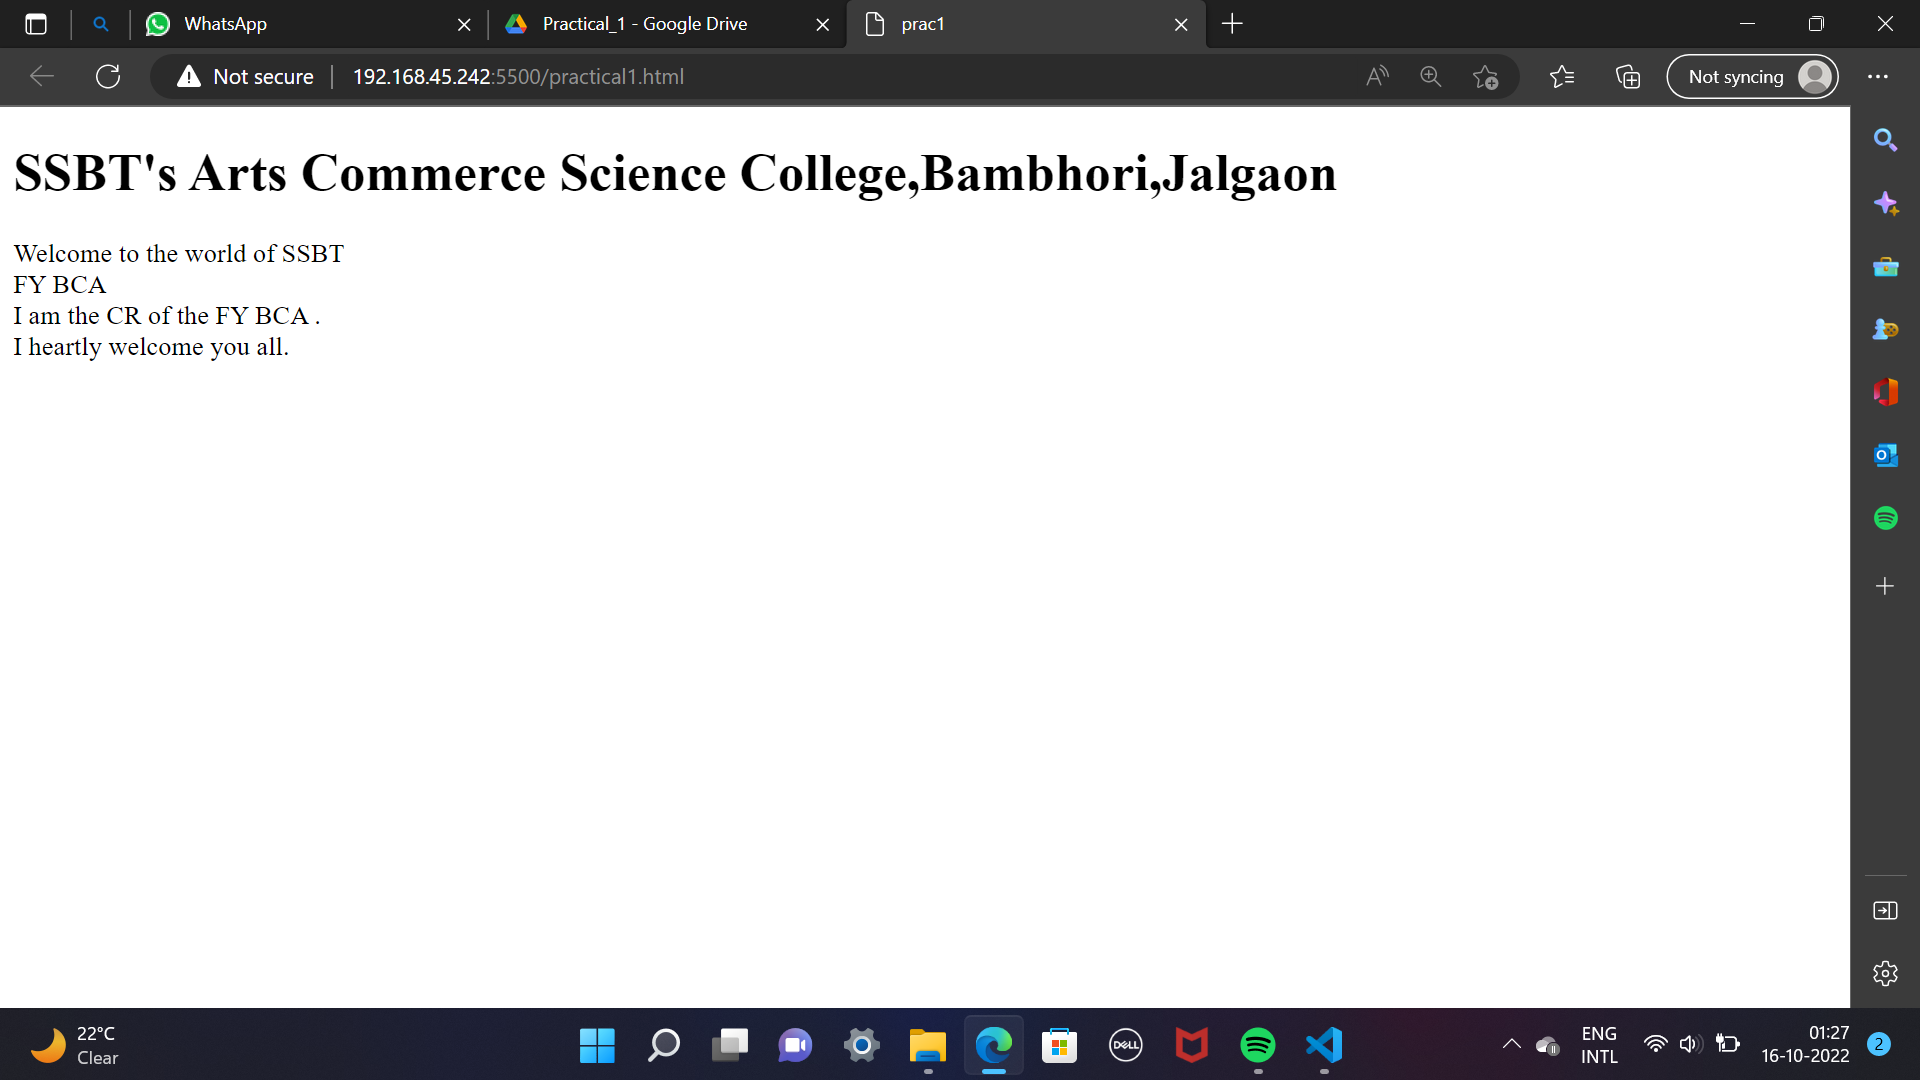 WhatsApp
Practical_1 - Google Drive
prac1
Not secure
192.168.45.242:5500/practical1.html
Not syncing
SSBT's Arts Commerce Science College,Bambhori,Jalgaon
Welcome to the world of SSBT
FY BCA
I am the CR of the FY BCA .
I heartly welcome you all.
22°C
Clear
DELL
ENG
INTL
01:27
16-10-2022
2